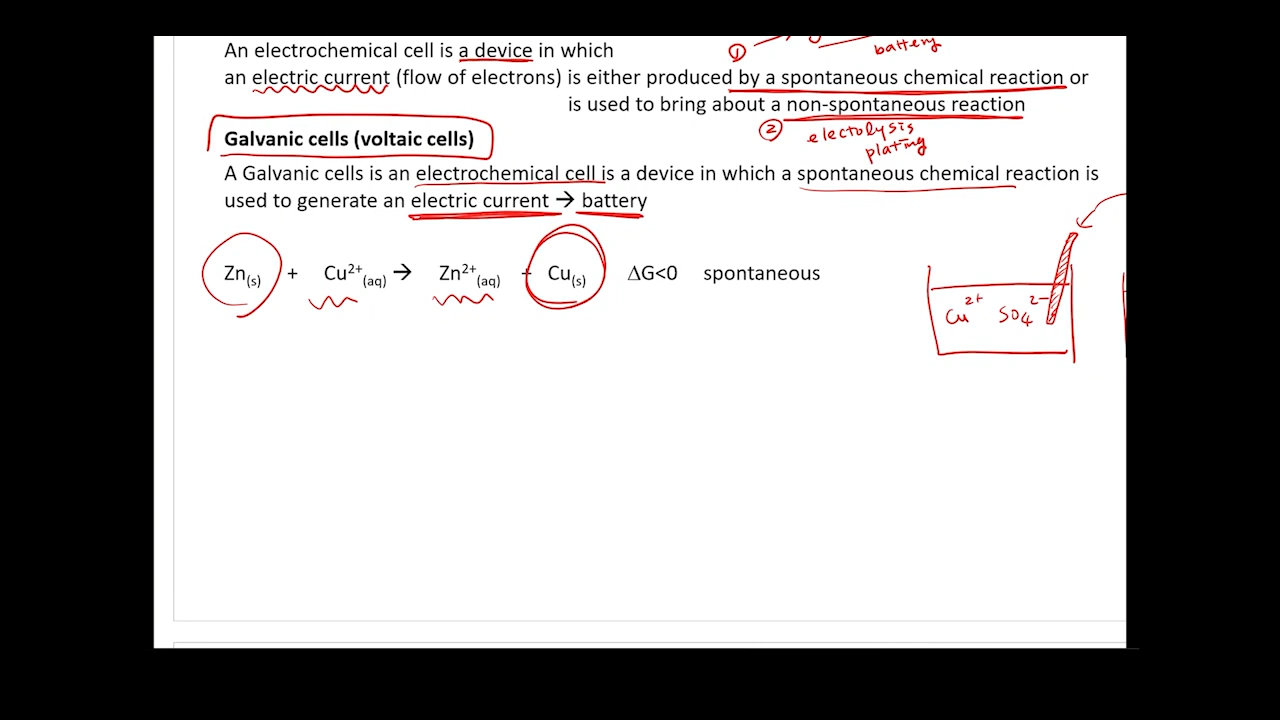 An electrochemical cell is a device in which
①
battery
an electric current (flow of electrons) is either produced by a spontaneous chemical reaction or
is used to bring about a non-spontaneous reaction
② electolysis
plating
Galvanic cells (voltaic cells)
A Galvanic cells is an electrochemical cell is a device in which a spontaneous chemical reaction is
used to generate an electric current → battery
Zn(s) + Cu²⁺(aq) → Zn²⁺(aq) + Cu(s) ΔG<0 spontaneous
Cu²⁺ SO₄²⁻